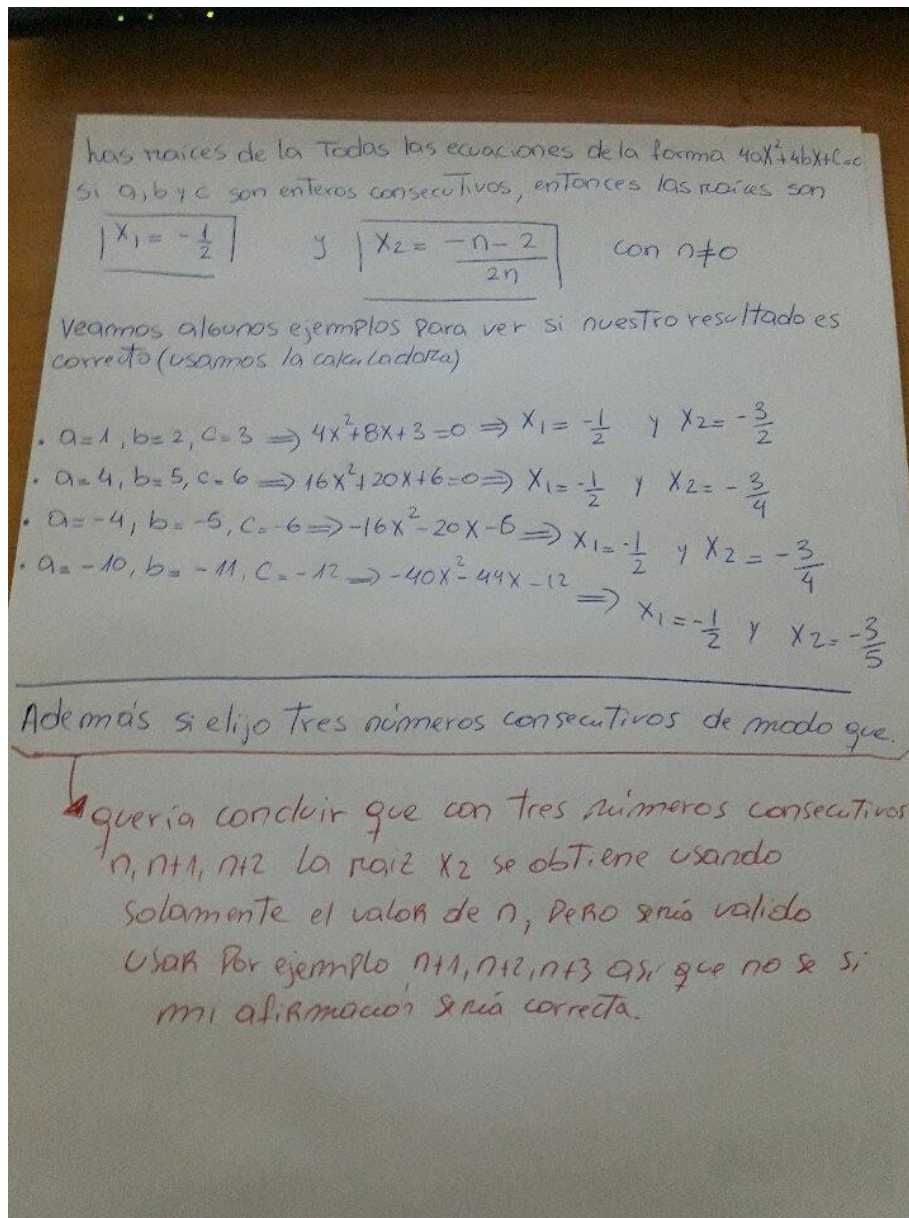 Las raices de la Todas las ecuaciones de la forma 4ax²+4bx+c=0
si a, b y c son enteros consecutivos, entonces las raices son
x₁ = -1/2 y x₂ = (-n-2)/2n con n≠0
Veamos algunos ejemplos para ver si nuestro resultado es
correcto (usamos la calculadora)
· a=1, b=2, c=3 ⇒ 4x²+8x+3=0 ⇒ x₁ = -1/2 y x₂ = -3/2
· a=4, b=5, c=6 ⇒ 16x²+20x+6=0 ⇒ x₁ = -1/2 y x₂ = -3/4
· a=-4, b=-5, c=-6 ⇒ -16x²-20x-6 ⇒ x₁ = -1/2 y x₂ = -3/4
· a=-10, b=-11, c=-12 ⇒ -40x²-44x-12 ⇒ x₁ = -1/2 y x₂ = -3/5
Además si elijo tres números consecutivos de modo que.
quería concluir que con tres números consecutivos
n, n+1, n+2 la raiz x₂ se obtiene usando
solamente el valor de n, pero sería valido
usar por ejemplo n+1, n+2, n+3 así que no se si
mi afirmación sería correcta.